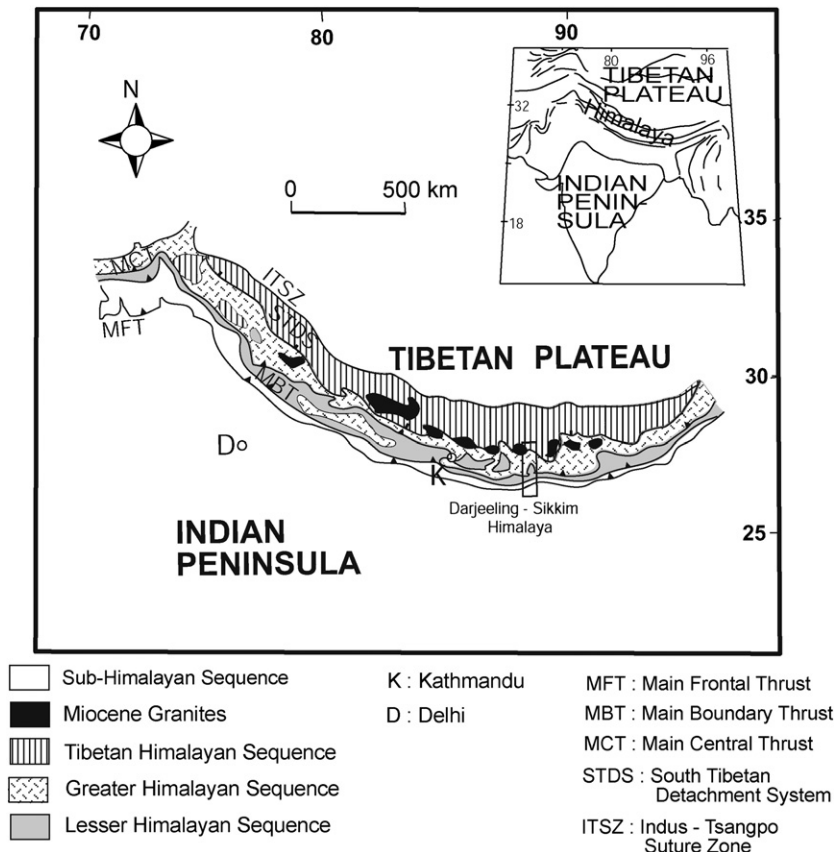 70 80 90
N
0 500 km
80 96
TIBETAN
PLATEAU
32
Himalaya
INDIAN
PENIN-
SULA
18
35
MCT
ITSZ
MFT
STDS
TIBETAN PLATEAU
30
MBT
D
K
Darjeeling - Sikkim
Himalaya
25
INDIAN
PENINSULA
Sub-Himalayan Sequence
Miocene Granites
Tibetan Himalayan Sequence
Greater Himalayan Sequence
Lesser Himalayan Sequence
K : Kathmandu
D : Delhi
MFT : Main Frontal Thrust
MBT : Main Boundary Thrust
MCT : Main Central Thrust
STDS : South Tibetan
Detachment System
ITSZ : Indus - Tsangpo
Suture Zone